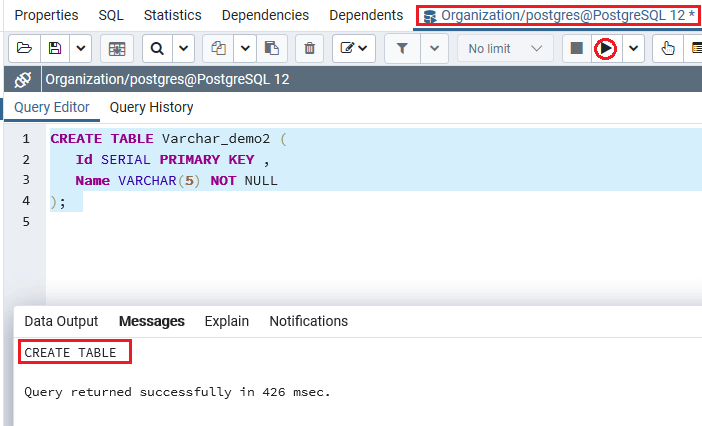 Properties SQL Statistics Dependencies Dependents Organization/postgres@PostgreSQL 12 *
No limit
Organization/postgres@PostgreSQL 12
Query Editor Query History
1 CREATE TABLE Varchar_demo2 (
2 Id SERIAL PRIMARY KEY ,
3 Name VARCHAR(5) NOT NULL
4 );
5
Data Output Messages Explain Notifications
CREATE TABLE
Query returned successfully in 426 msec.